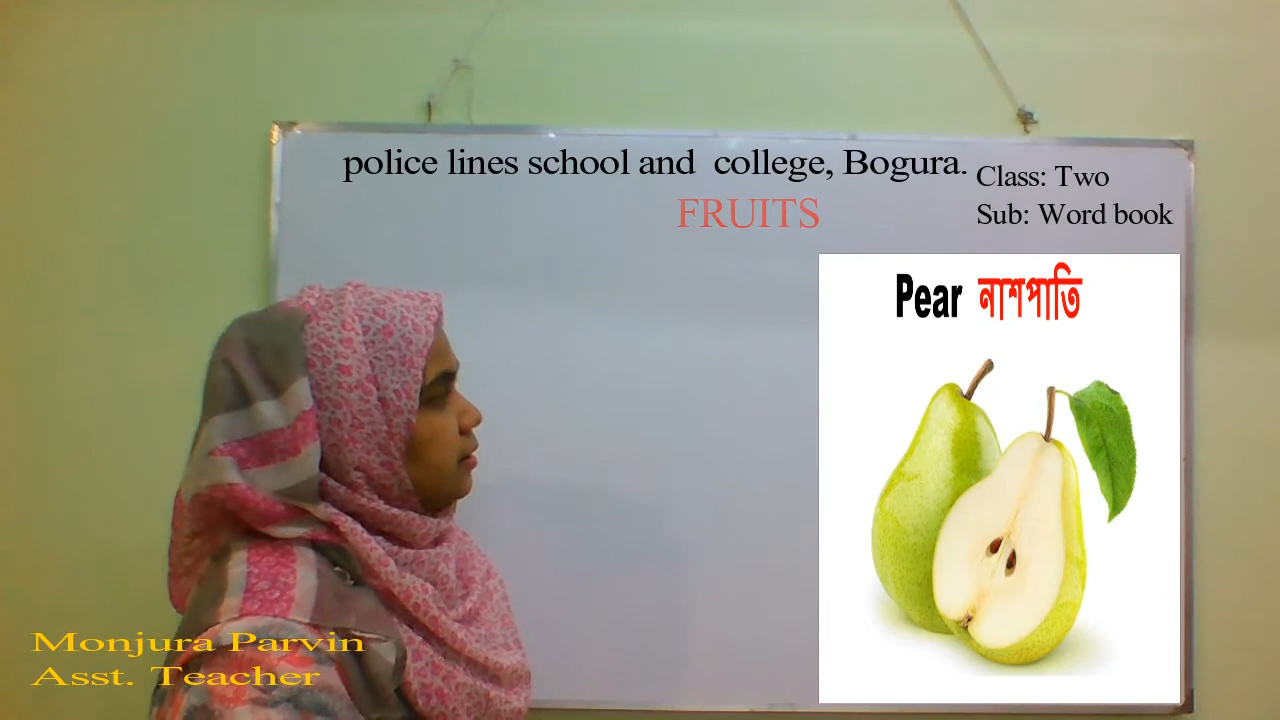 police lines school and college, Bogura.
Class: Two
FRUITS
Sub: Word book
Pear নাশপাতি
Monjura Parvin
Asst. Teacher